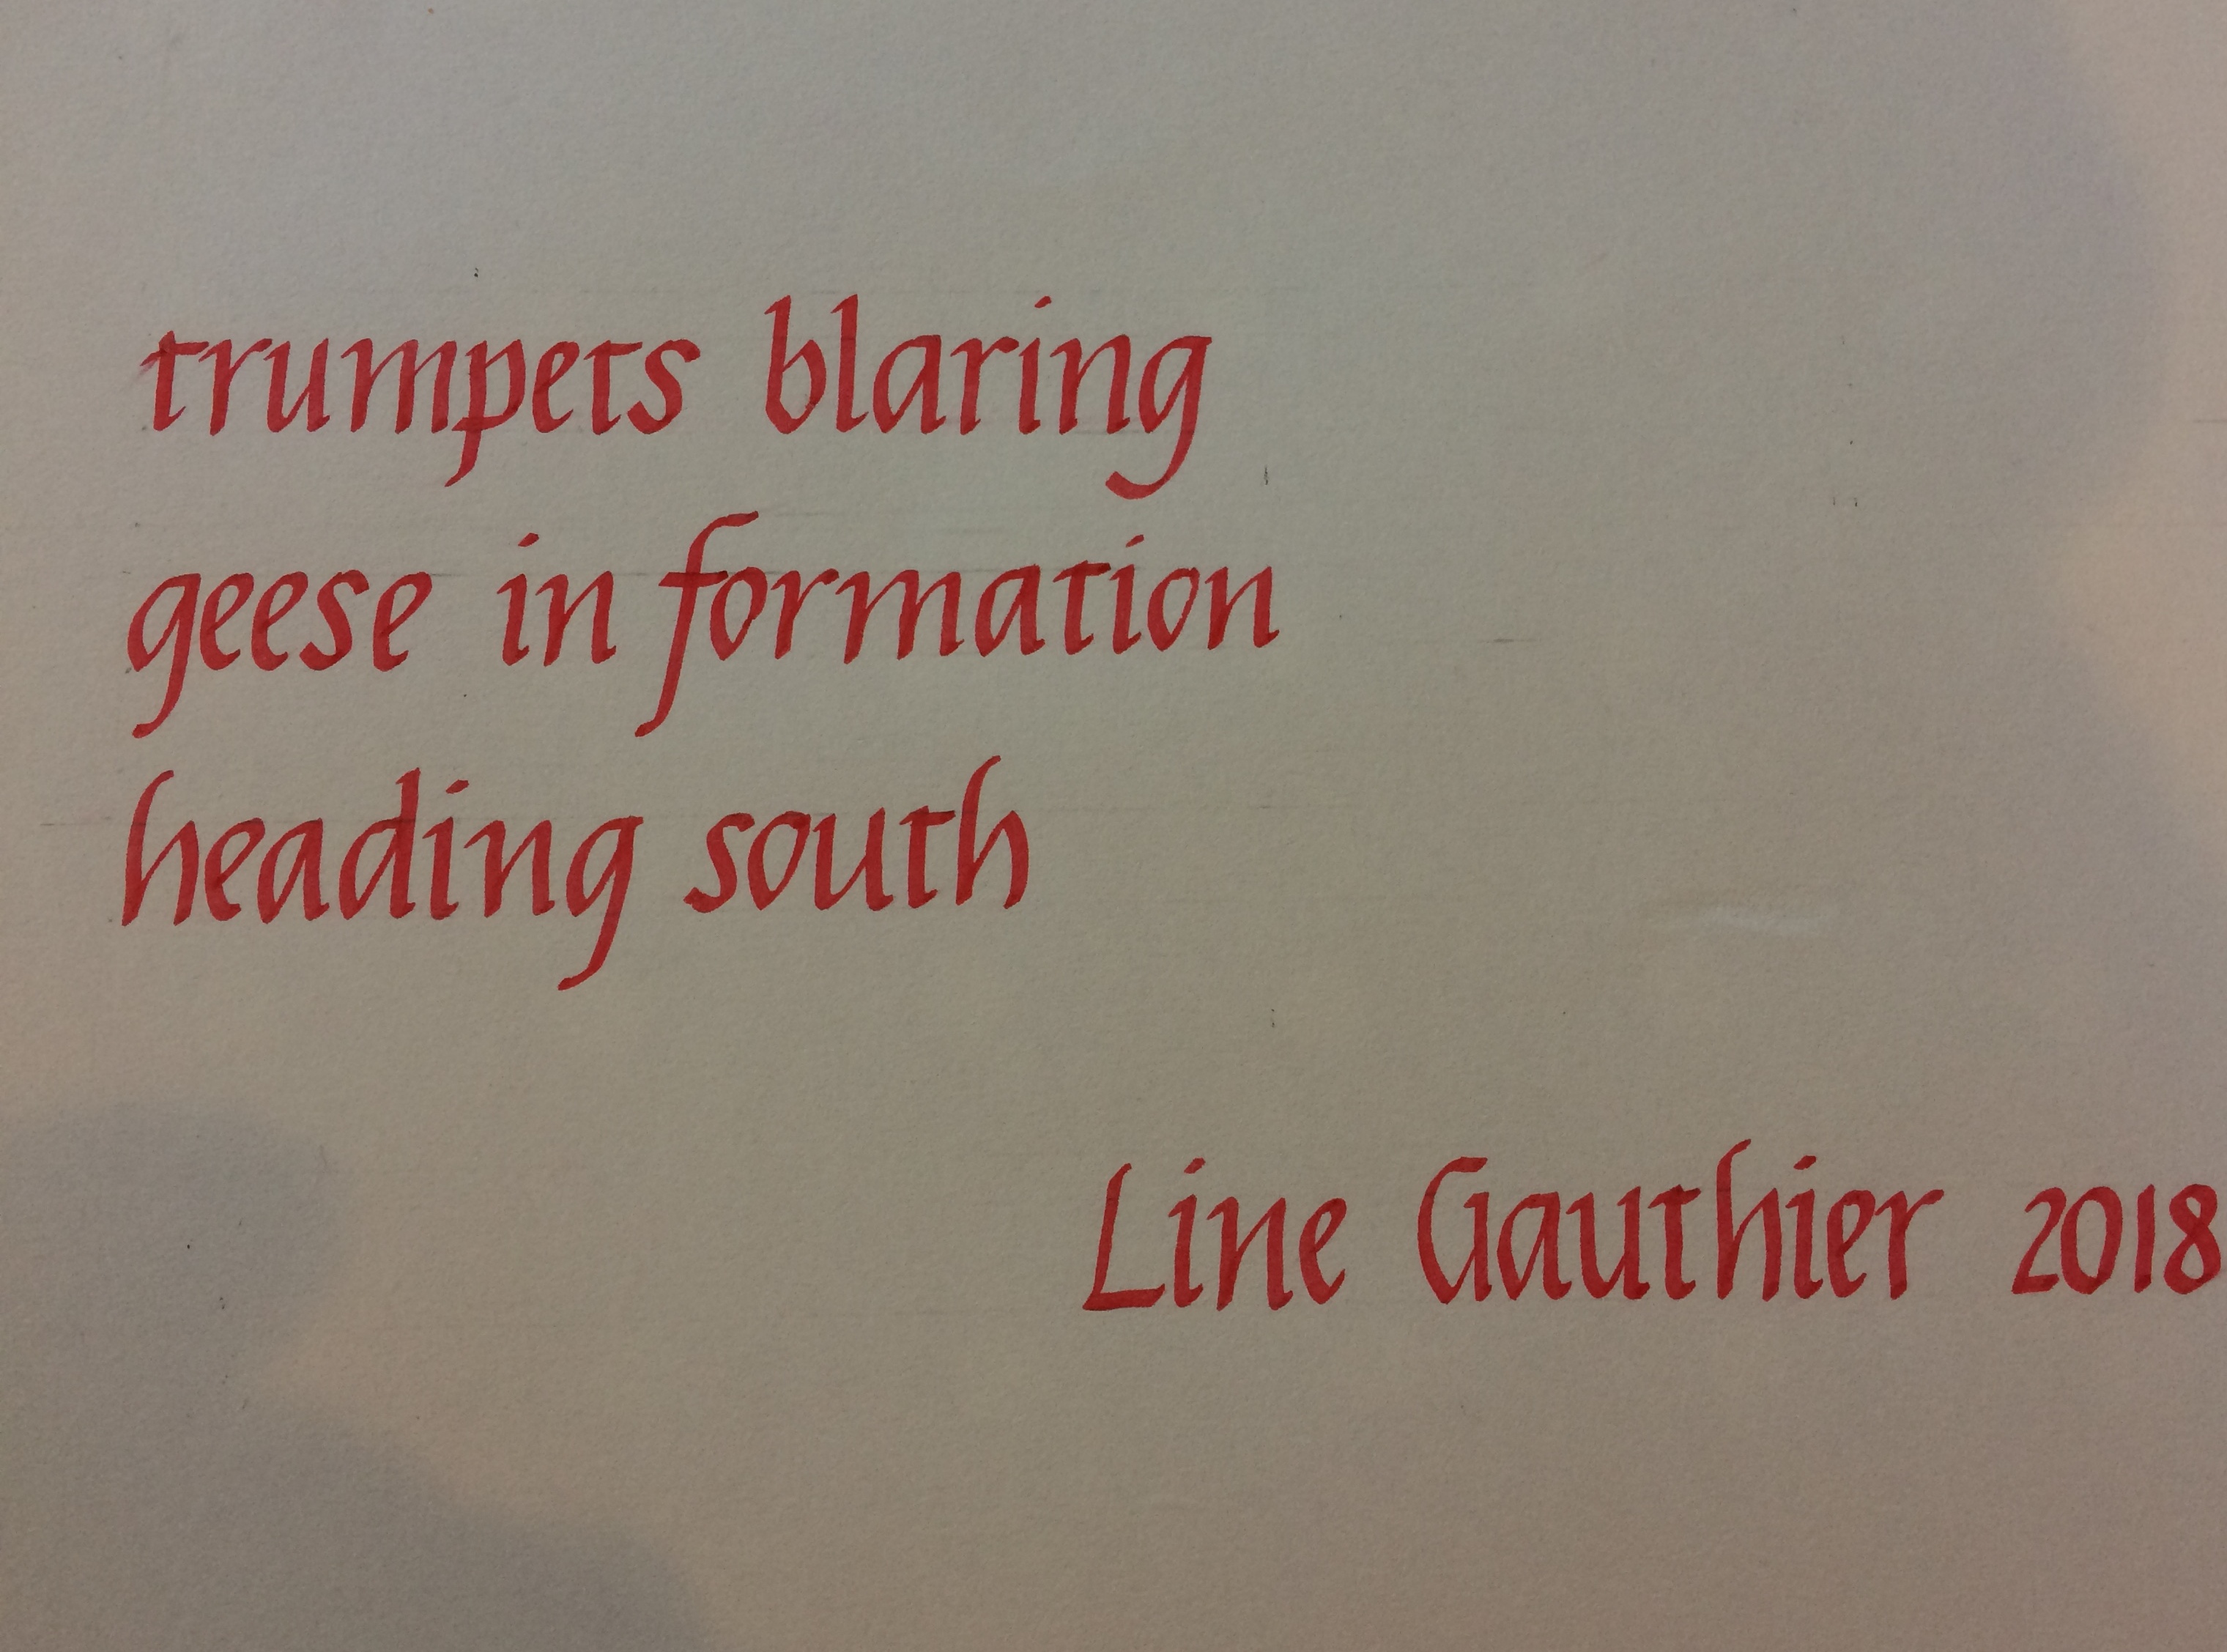 trumpets blaring
geese in formation
heading south
Line Gauthier 2018